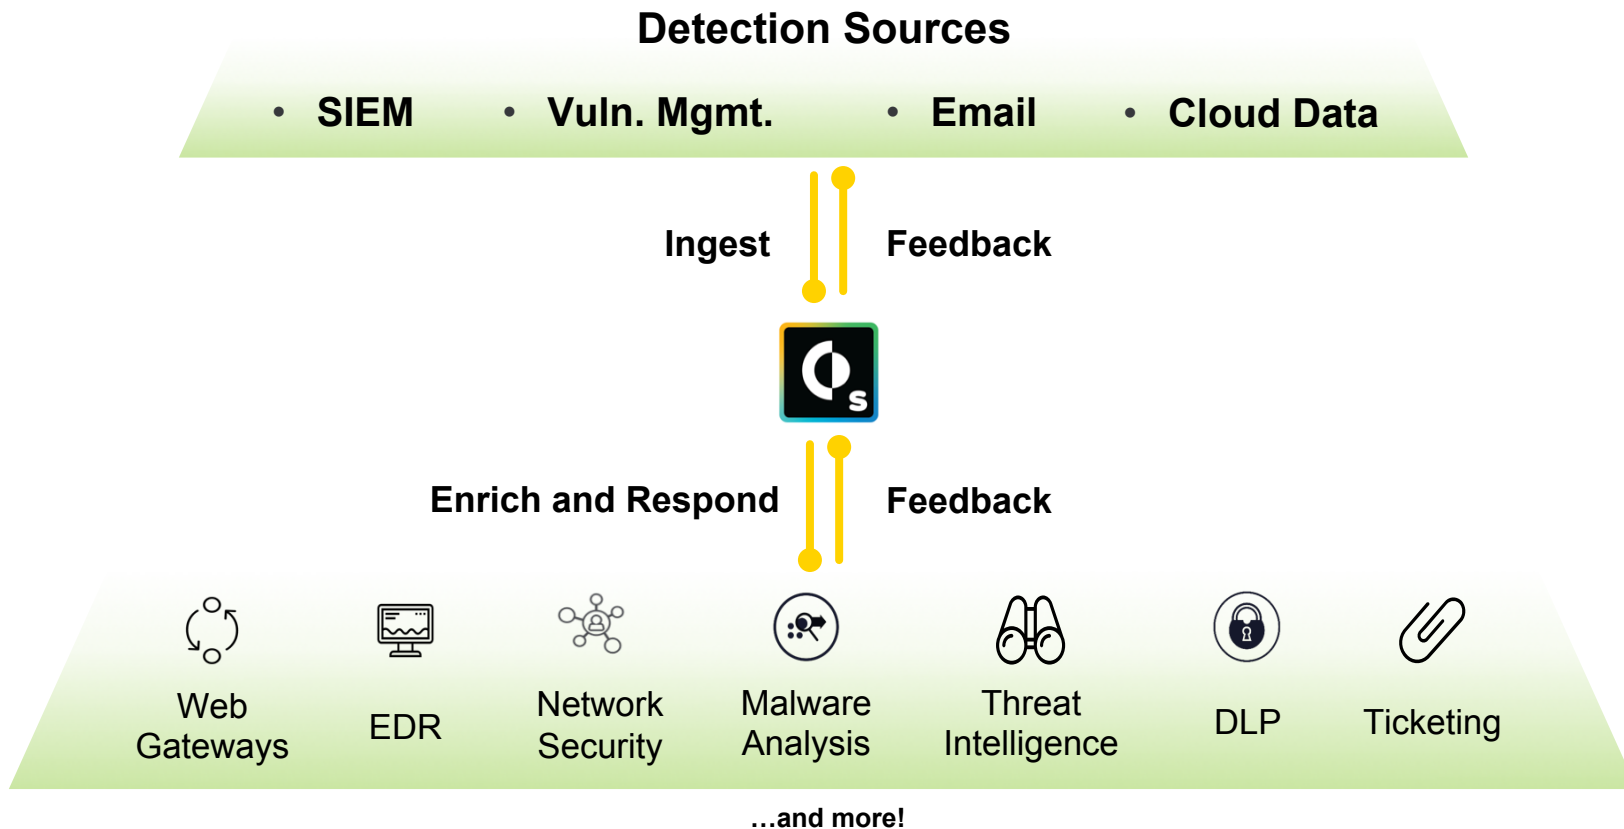 Detection Sources
• SIEM • Vuln. Mgmt. • Email • Cloud Data
Ingest Feedback
s
Enrich and Respond Feedback
Web Gateways
EDR
Network Security
Malware Analysis
Threat Intelligence
DLP
Ticketing
...and more!